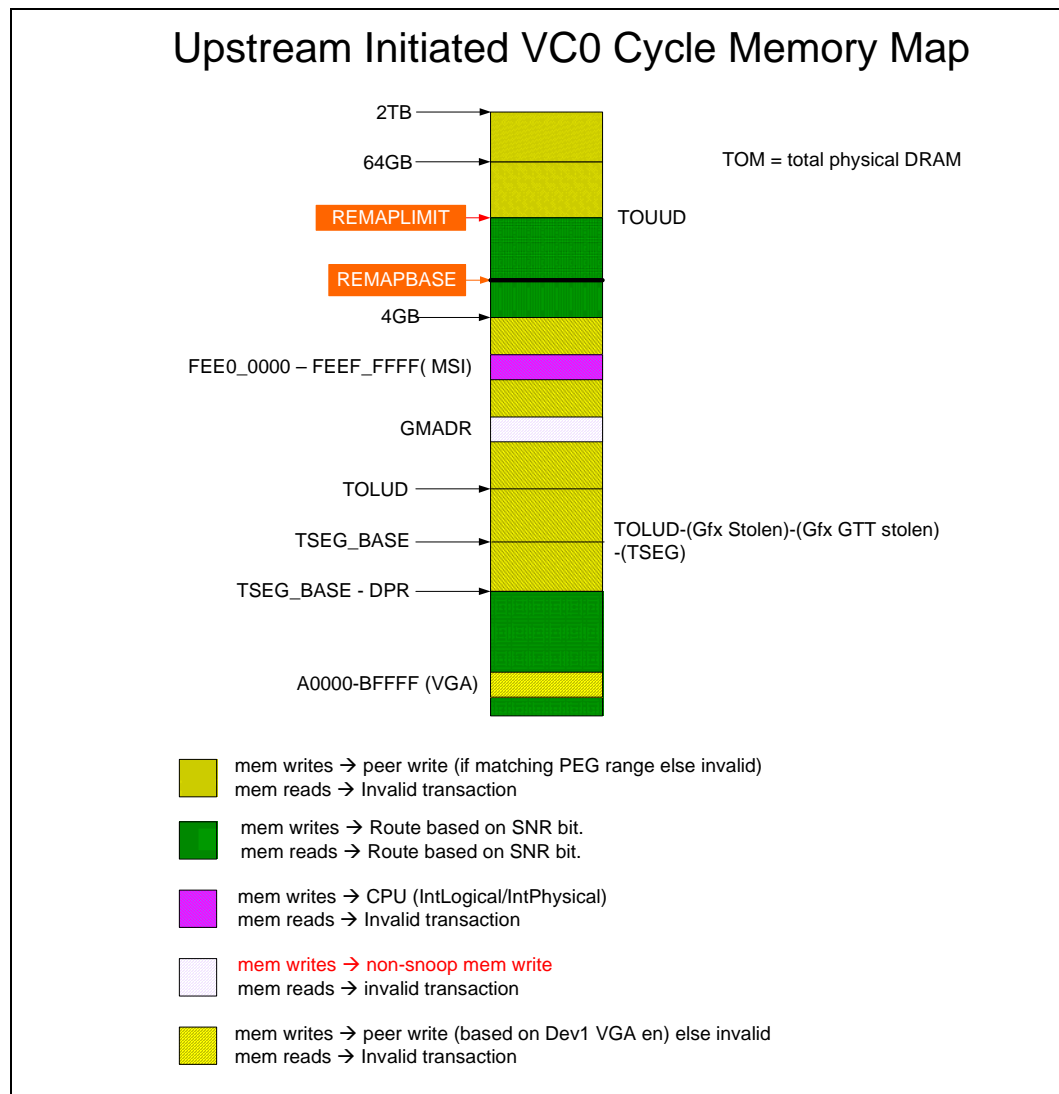 Upstream Initiated VC0 Cycle Memory Map
2TB
64GB
TOM = total physical DRAM
REMAPLIMIT
TOUUD
REMAPBASE
4GB
FEE0_0000 – FEEF_FFFF( MSI)
GMADR
TOLUD
TSEG_BASE
TOLUD-(Gfx Stolen)-(Gfx GTT stolen)
-(TSEG)
TSEG_BASE - DPR
A0000-BFFFF (VGA)
mem writes → peer write (if matching PEG range else invalid)
mem reads → Invalid transaction
mem writes → Route based on SNR bit.
mem reads → Route based on SNR bit.
mem writes → CPU (IntLogical/IntPhysical)
mem reads → Invalid transaction
mem writes → non-snoop mem write
mem reads → invalid transaction
mem writes → peer write (based on Dev1 VGA en) else invalid
mem reads → Invalid transaction